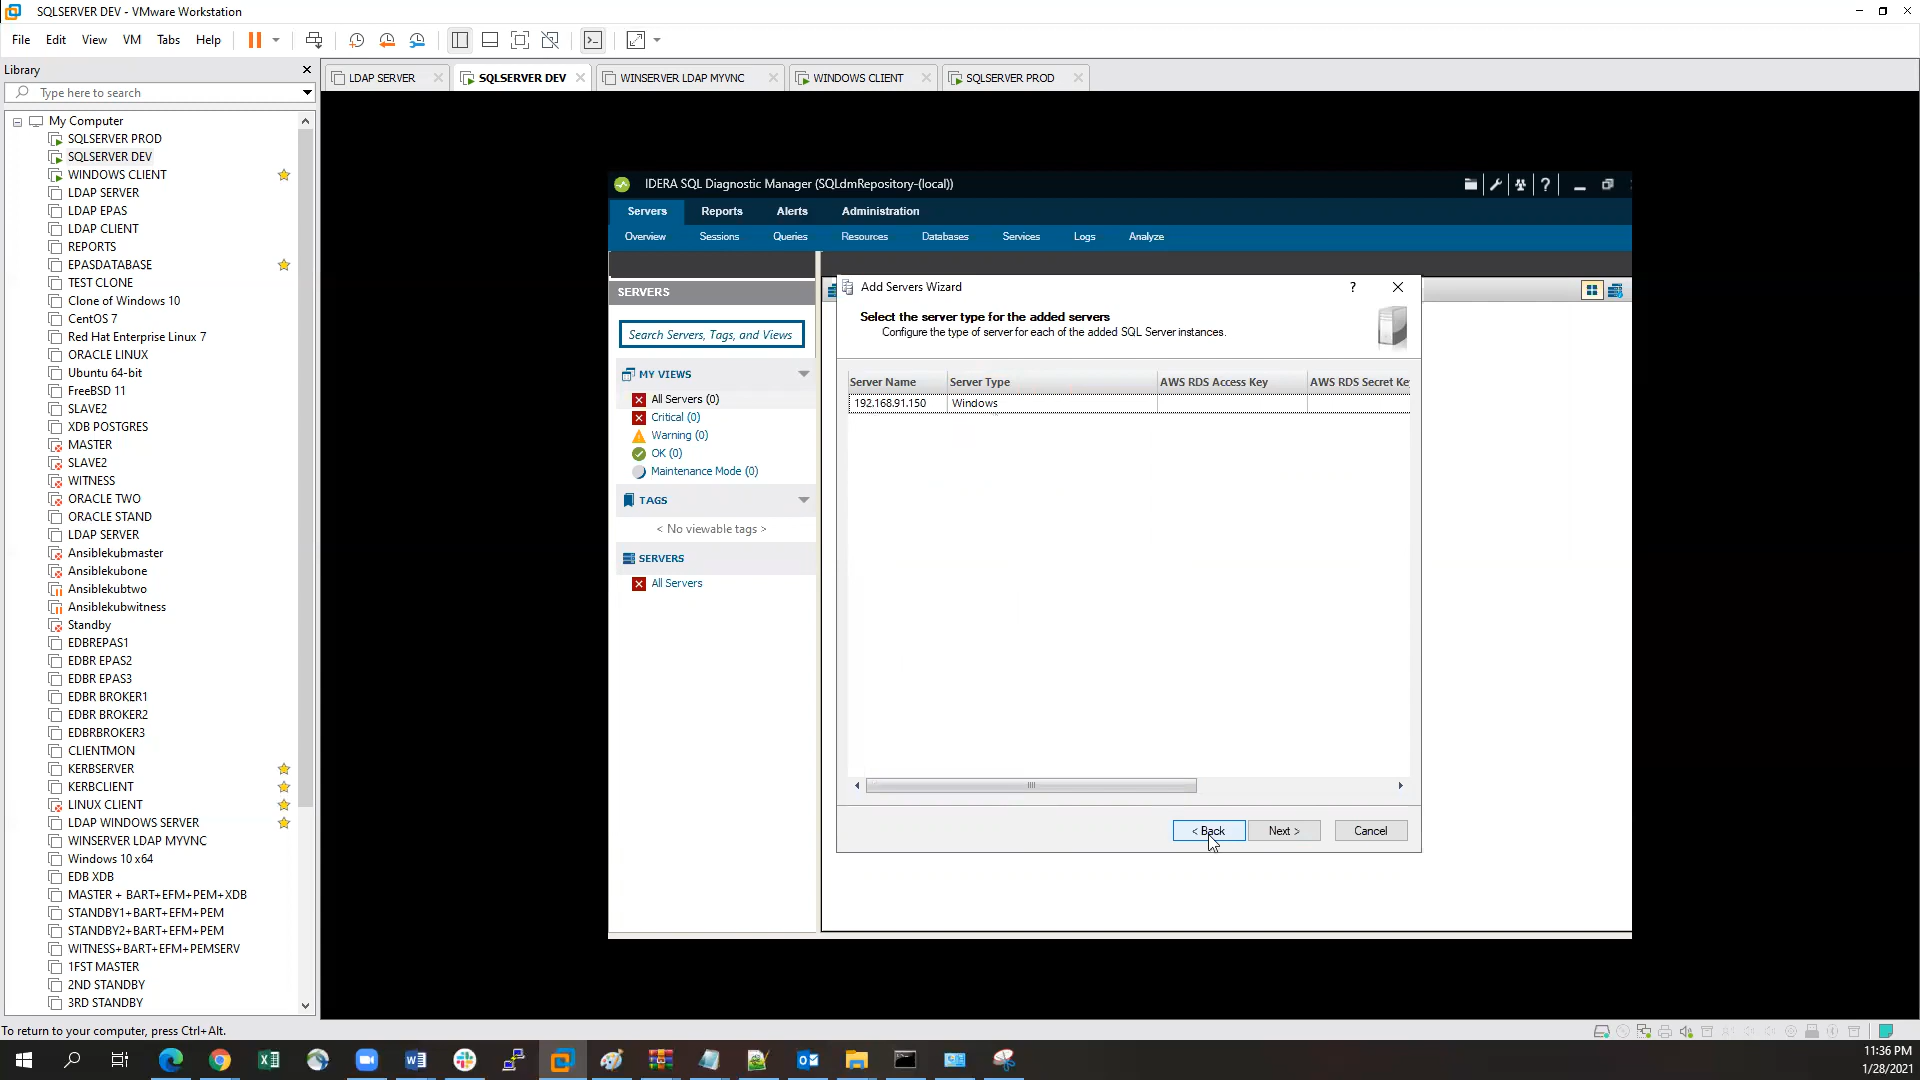 SQLSERVER DEV - VMware Workstation
File Edit View VM Tabs Help
Library
Type here to search
LDAP SERVER
SQLSERVER DEV
WINSERVER LDAP MYVNC
WINDOWS CLIENT
SQLSERVER PROD
My Computer
SQLSERVER PROD
SQLSERVER DEV
WINDOWS CLIENT
LDAP SERVER
LDAP EPAS
LDAP CLIENT
REPORTS
EPASDATABASE
TEST CLONE
Clone of Windows 10
CentOS 7
Red Hat Enterprise Linux 7
ORACLE LINUX
Ubuntu 64-bit
FreeBSD 11
SLAVE2
XDB POSTGRES
MASTER
SLAVE2
WITNESS
ORACLE TWO
ORACLE STAND
LDAP SERVER
Ansiblekubmaster
Ansiblekubone
Ansiblekubtwo
Ansiblekubwitness
Standby
EDBREPAS1
EDBR EPAS2
EDBR EPAS3
EDBR BROKER1
EDBR BROKER2
EDBRBROKER3
CLIENTMON
KERBSERVER
KERBCLIENT
LINUX CLIENT
LDAP WINDOWS SERVER
WINSERVER LDAP MYVNC
Windows 10 x64
EDB XDB
MASTER + BART+EFM+PEM+XDB
STANDBY1+BART+EFM+PEM
STANDBY2+BART+EFM+PEM
WITNESS+BART+EFM+PEMSERV
1FST MASTER
2ND STANDBY
3RD STANDBY
IDERA SQL Diagnostic Manager (SQLdmRepository-(local))
Servers Reports Alerts Administration
Overview Sessions Queries Resources Databases Services Logs Analyze
SERVERS
Search Servers, Tags, and Views
MY VIEWS
All Servers (0)
Critical (0)
Warning (0)
OK (0)
Maintenance Mode (0)
TAGS
< No viewable tags >
SERVERS
All Servers
Add Servers Wizard ?
Select the server type for the added servers
Configure the type of server for each of the added SQL Server instances.
Server Name Server Type AWS RDS Access Key AWS RDS Secret Key
192.168.91.150 Windows
< Back Next > Cancel
To return to your computer, press Ctrl+Alt.
11:36 PM
1/28/2021